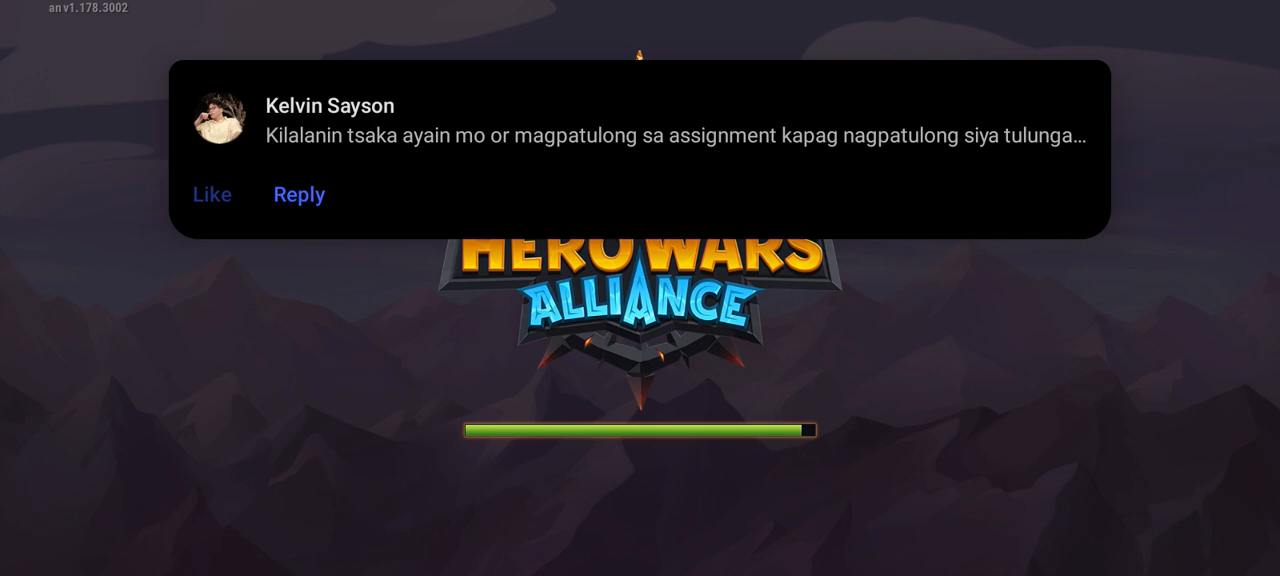 an v1.178.3002
Kelvin Sayson
Kilalanin tsaka ayain mo or magpatulong sa assignment kapag nagpatulong siya tulunga...
Like
Reply
HERO WARS
ALLIANCE